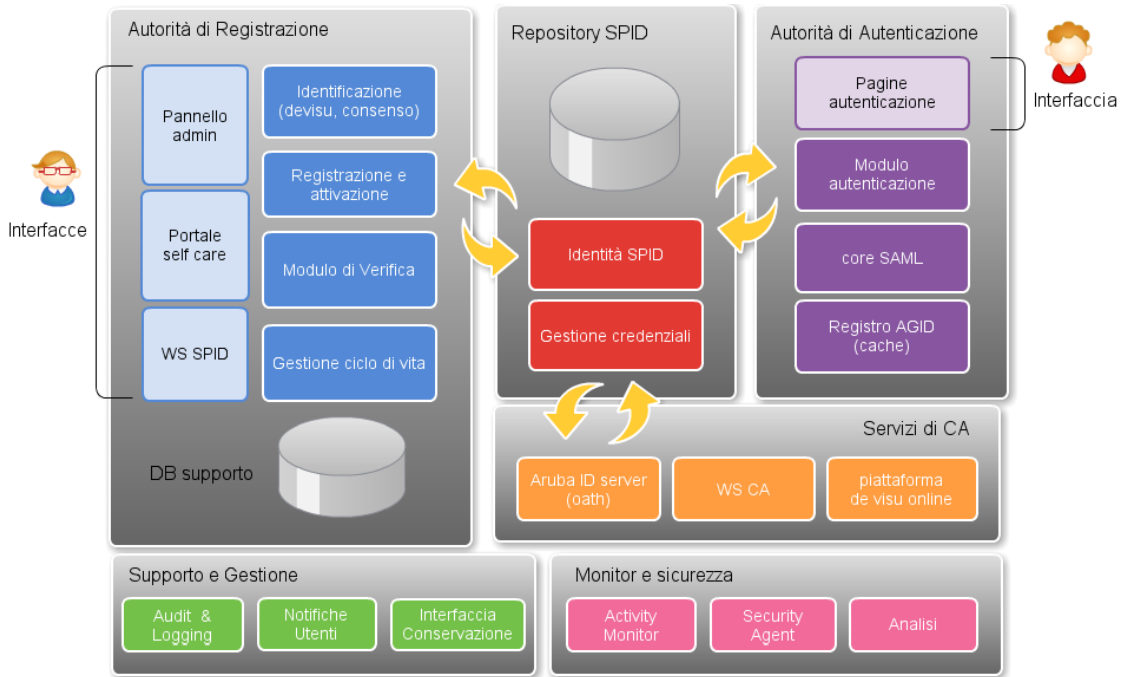 Autorità di Registrazione
Interfacce
Pannello
admin
Portale
self care
WS SPID
Identificazione
(devisu, consenso)
Registrazione e
attivazione
Modulo di Verifica
Gestione ciclo di vita
DB supporto
Repository SPID
Identità SPID
Gestione credenziali
Autorità di Autenticazione
Pagine
autenticazione
Interfaccia
Modulo
autenticazione
core SAML
Registro AGID
(cache)
Servizi di CA
Aruba ID server
(oath)
WS CA
piattaforma
de visu online
Supporto e Gestione
Audit &
Logging
Notifiche
Utenti
Interfaccia
Conservazione
Monitor e sicurezza
Activity
Monitor
Security
Agent
Analisi